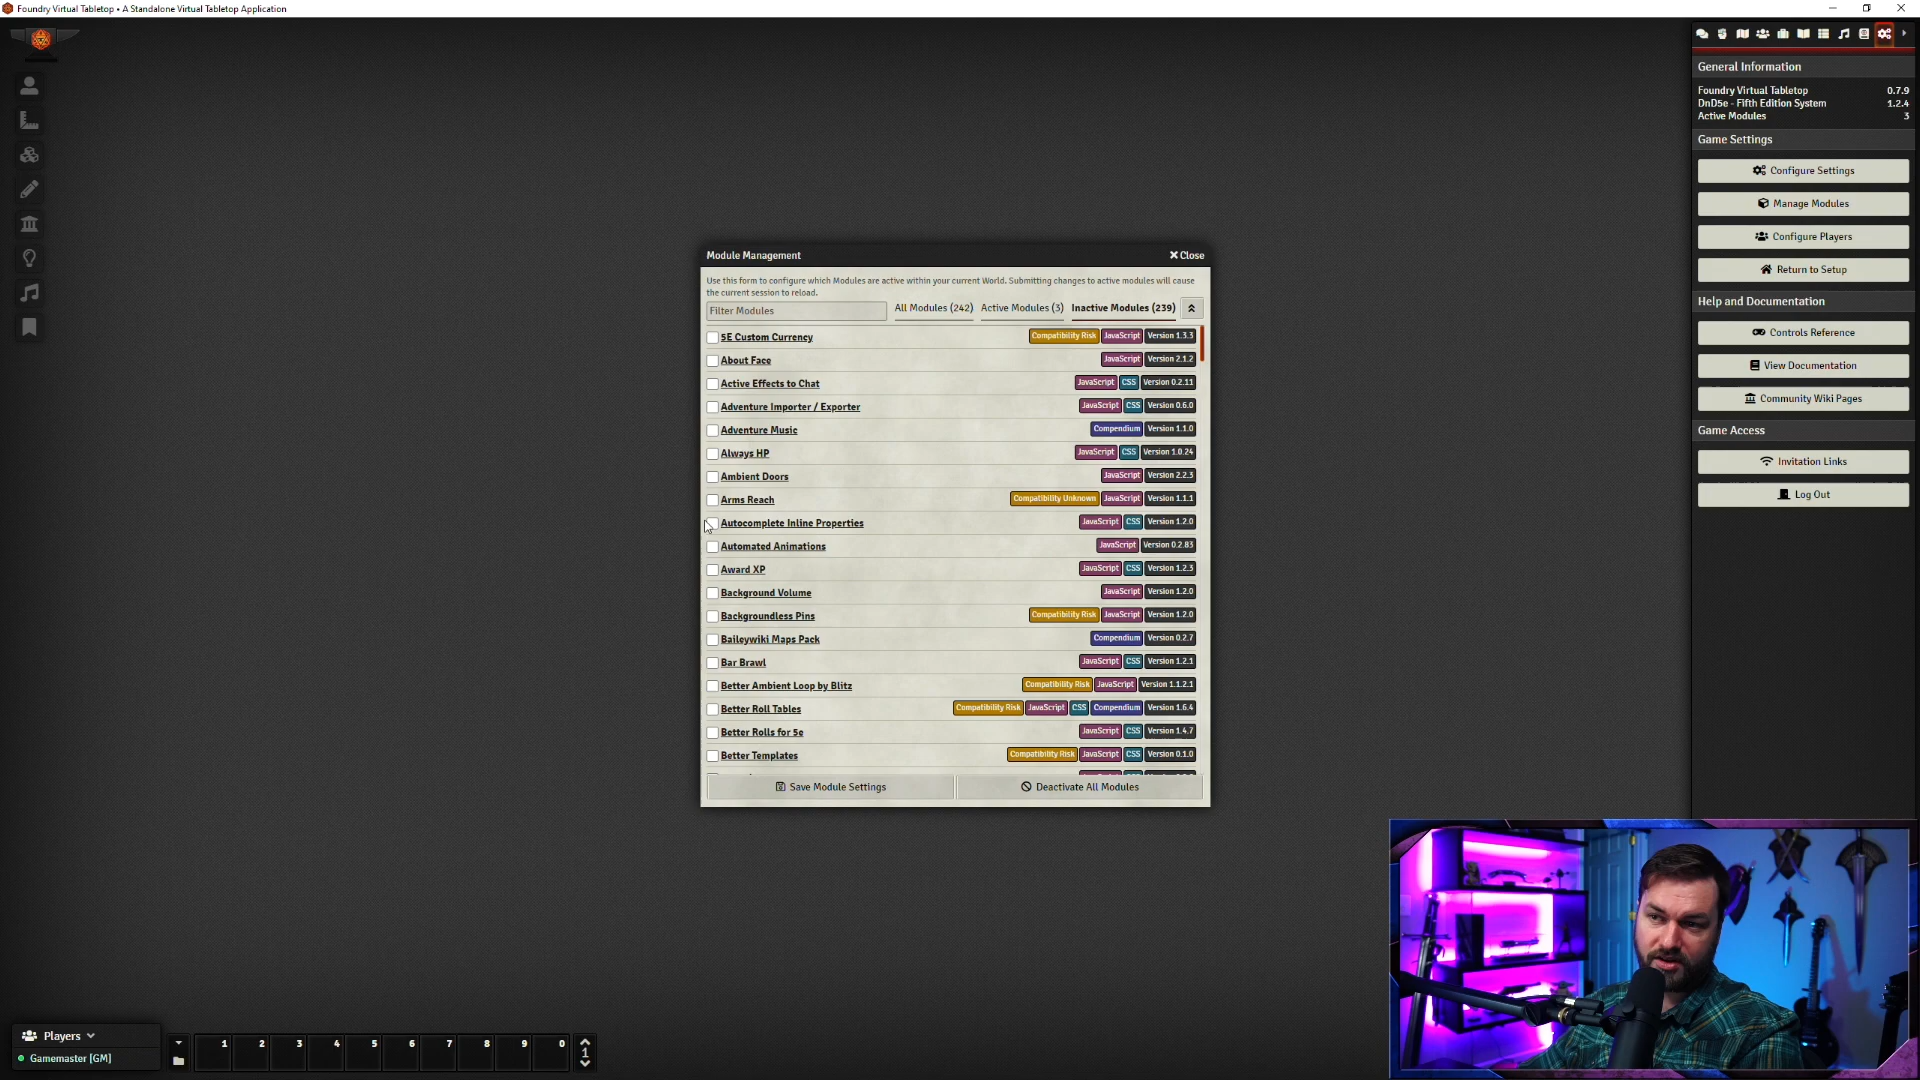 Foundry Virtual Tabletop • A Standalone Virtual Tabletop Application
General Information
Foundry Virtual Tabletop 0.7.9
DnD5e - Fifth Edition System 1.2.4
Active Modules 3
Game Settings
Configure Settings
Manage Modules
Configure Players
Return to Setup
Help and Documentation
Controls Reference
View Documentation
Community Wiki Pages
Game Access
Invitation Links
Log Out
Module Management Close
Use this form to configure which Modules are active within your current World. Submitting changes to active modules will cause
the current session to reload.
Filter Modules All Modules (242) Active Modules (3) Inactive Modules (239)
5E Custom Currency Compatibility Risk JavaScript Version 1.3.3
About Face JavaScript Version 2.1.2
Active Effects to Chat JavaScript CSS Version 0.2.11
Adventure Importer / Exporter JavaScript CSS Version 0.6.0
Adventure Music Compendium Version 1.1.0
Always HP JavaScript CSS Version 1.0.24
Ambient Doors JavaScript Version 2.2.3
Arms Reach Compatibility Unknown JavaScript Version 1.1.1
Autocomplete Inline Properties JavaScript CSS Version 1.2.0
Automated Animations JavaScript Version 0.2.83
Award XP JavaScript CSS Version 1.2.3
Background Volume JavaScript Version 1.2.0
Backgroundless Pins Compatibility Risk JavaScript Version 1.2.0
Baileywiki Maps Pack Compendium Version 0.2.7
Bar Brawl JavaScript CSS Version 1.2.1
Better Ambient Loop by Blitz Compatibility Risk JavaScript Version 1.1.2.1
Better Roll Tables Compatibility Risk JavaScript CSS Compendium Version 1.6.4
Better Rolls for 5e JavaScript CSS Version 1.4.7
Better Templates Compatibility Risk JavaScript CSS Version 0.1.0
Save Module Settings Deactivate All Modules
Players
Gamemaster [GM]
1 2 3 4 5 6 7 8 9 0 1